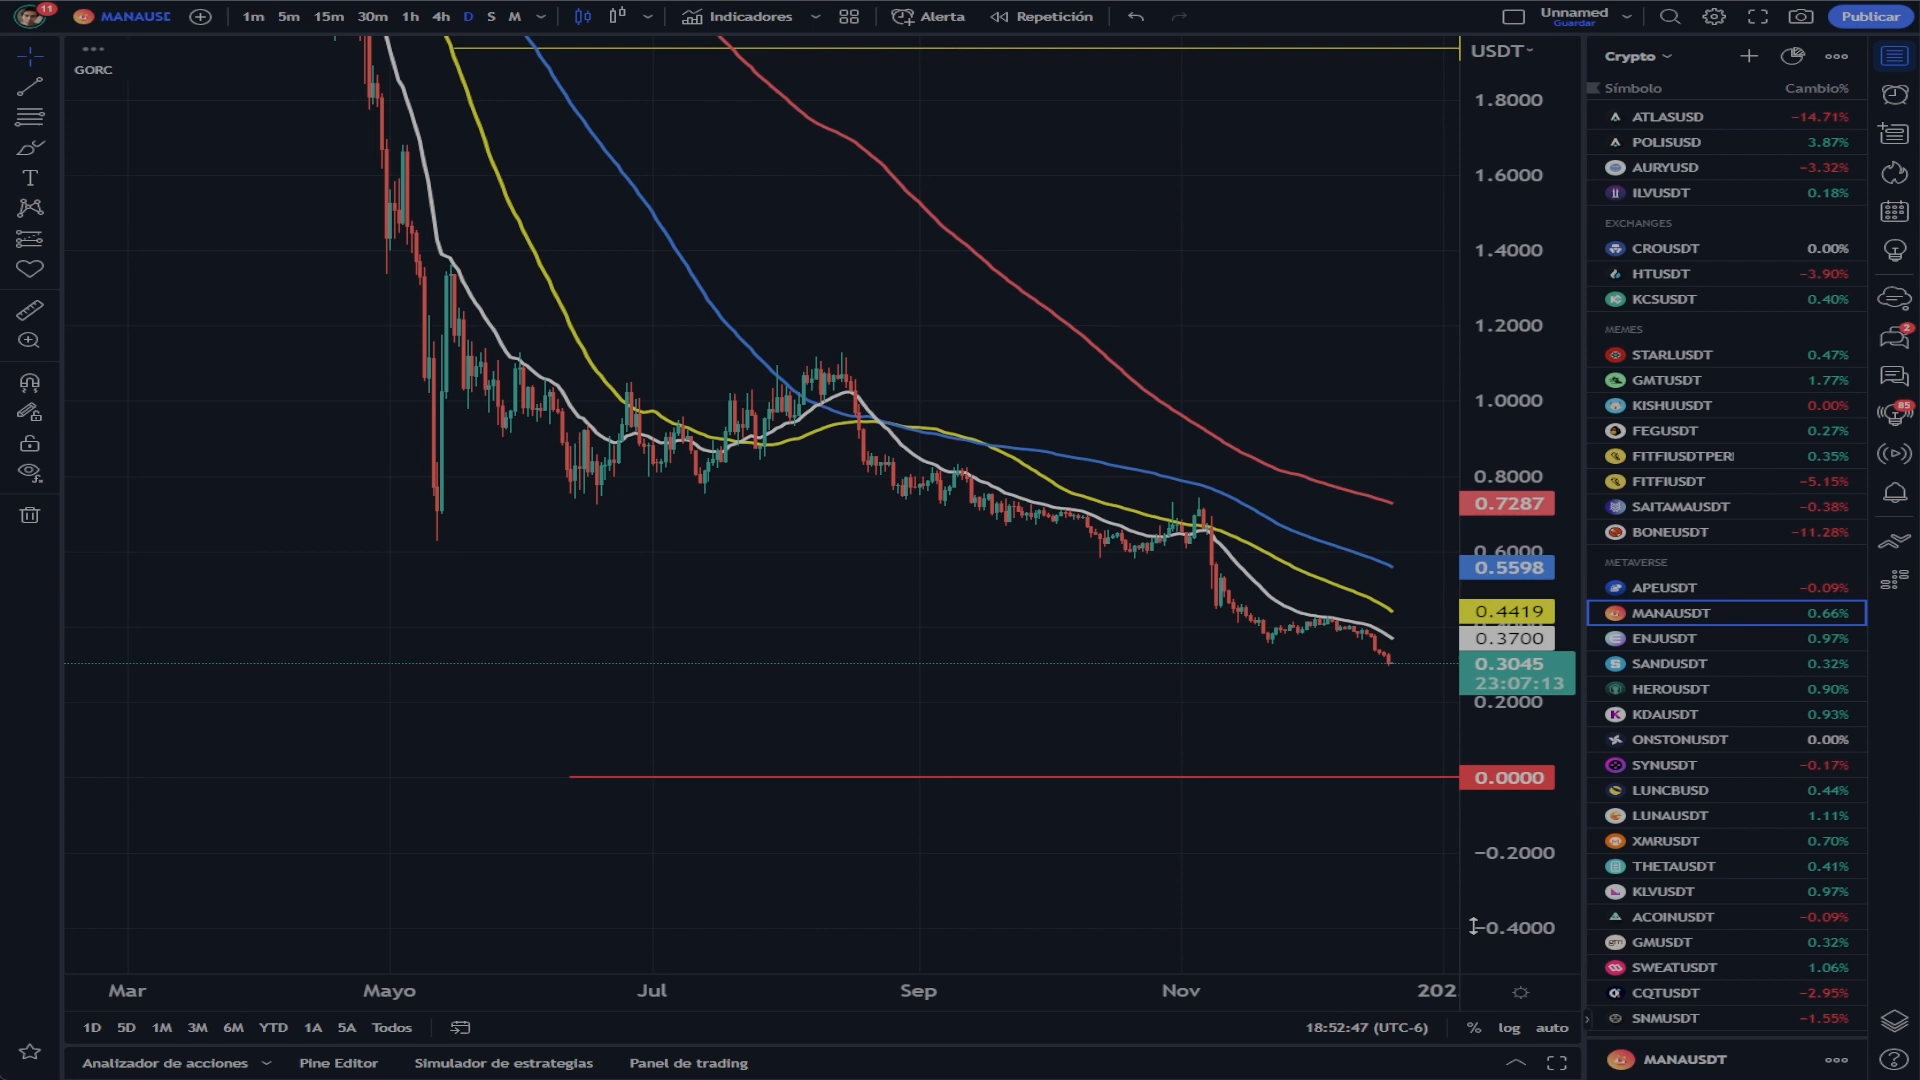 11 MANAUSD 1m 5m 15m 30m 1h 4h D S M Indicadores Alerta Repetición Unnamed Guardar Publicar
GORC
USDT
1.8000
1.6000
1.4000
1.2000
1.0000
0.8000
0.7287
0.6000
0.5598
0.4419
0.3700
0.3045
23:07:13
0.2000
0.0000
−0.2000
−0.4000
Mar Mayo Jul Sep Nov 202
1D 5D 1M 3M 6M YTD 1A 5A Todos 18:52:47 (UTC-6) % log auto
Analizador de acciones Pine Editor Simulador de estrategias Panel de trading
Crypto
Símbolo Cambio%
ATLASUSD −14.71%
POLISUSD 3.87%
AURYUSD −3.32%
ILVUSDT 0.18%
EXCHANGES
CROUSDT 0.00%
HTUSDT −3.90%
KCSUSDT 0.40%
MEMES
STARLUSDT 0.47%
GMTUSDT 1.77%
KISHUUSDT 0.00%
FEGUSDT 0.27%
FITFIUSDTPERP 0.35%
FITFIUSDT −5.15%
SAITAMAUSDT −0.38%
BONEUSDT −11.28%
METAVERSE
APEUSDT −0.09%
MANAUSDT 0.66%
ENJUSDT 0.97%
SANDUSDT 0.32%
HEROUSDT 0.90%
KDAUSDT 0.93%
ONSTONUSDT 0.00%
SYNUSDT −0.17%
LUNCBUSD 0.44%
LUNAUSDT 1.11%
XMRUSDT 0.70%
THETAUSDT 0.41%
KLVUSDT 0.97%
ACOINUSDT −0.09%
GMUSDT 0.32%
SWEATUSDT 1.06%
CQTUSDT −2.95%
SNMUSDT −1.55%
MANAUSDT
2
85